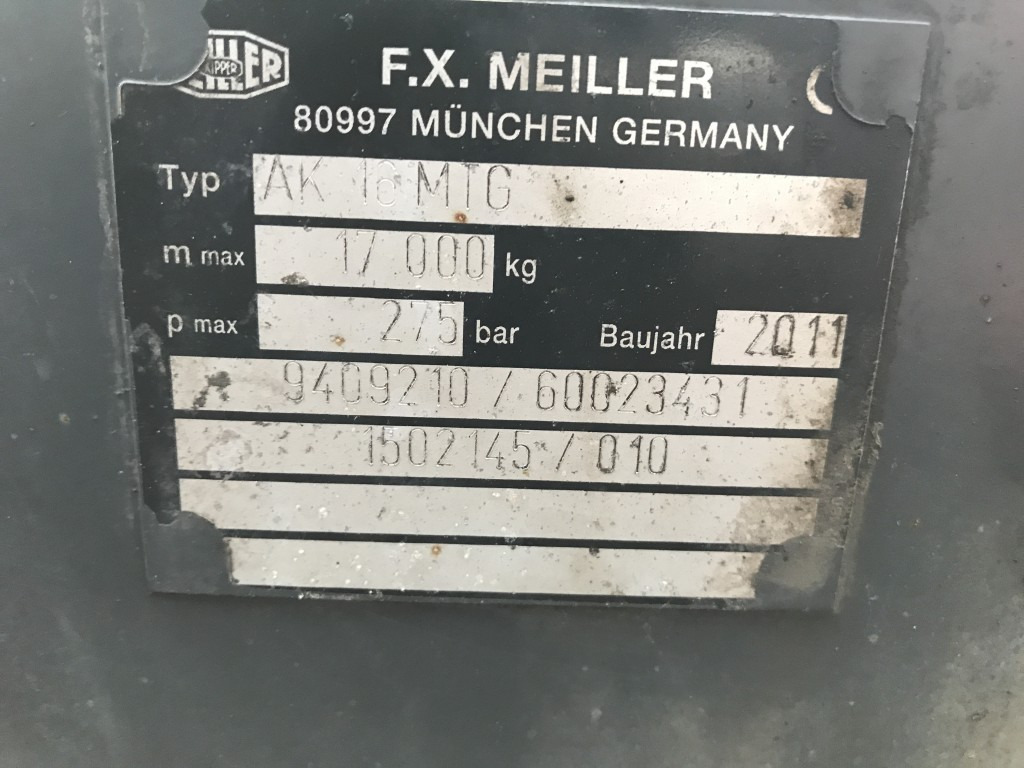 KIPPER
F.X. MEILLER
80997 MÜNCHEN GERMANY
Typ AK 16 MTG
m max 17 000 kg
p max 275 bar Baujahr 2011
9409210 / 60023431
1502145 / 010